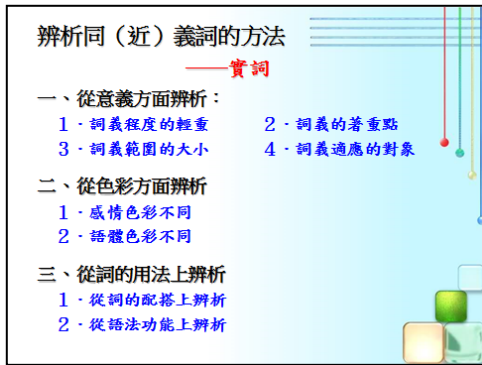 辨析同（近）義詞的方法
——實詞
一、從意義方面辨析：
1．詞義程度的輕重 2．詞義的著重點
3．詞義範圍的大小 4．詞義適應的對象
二、從色彩方面辨析
1．感情色彩不同
2．語體色彩不同
三、從詞的用法上辨析
1．從詞的配搭上辨析
2．從語法功能上辨析